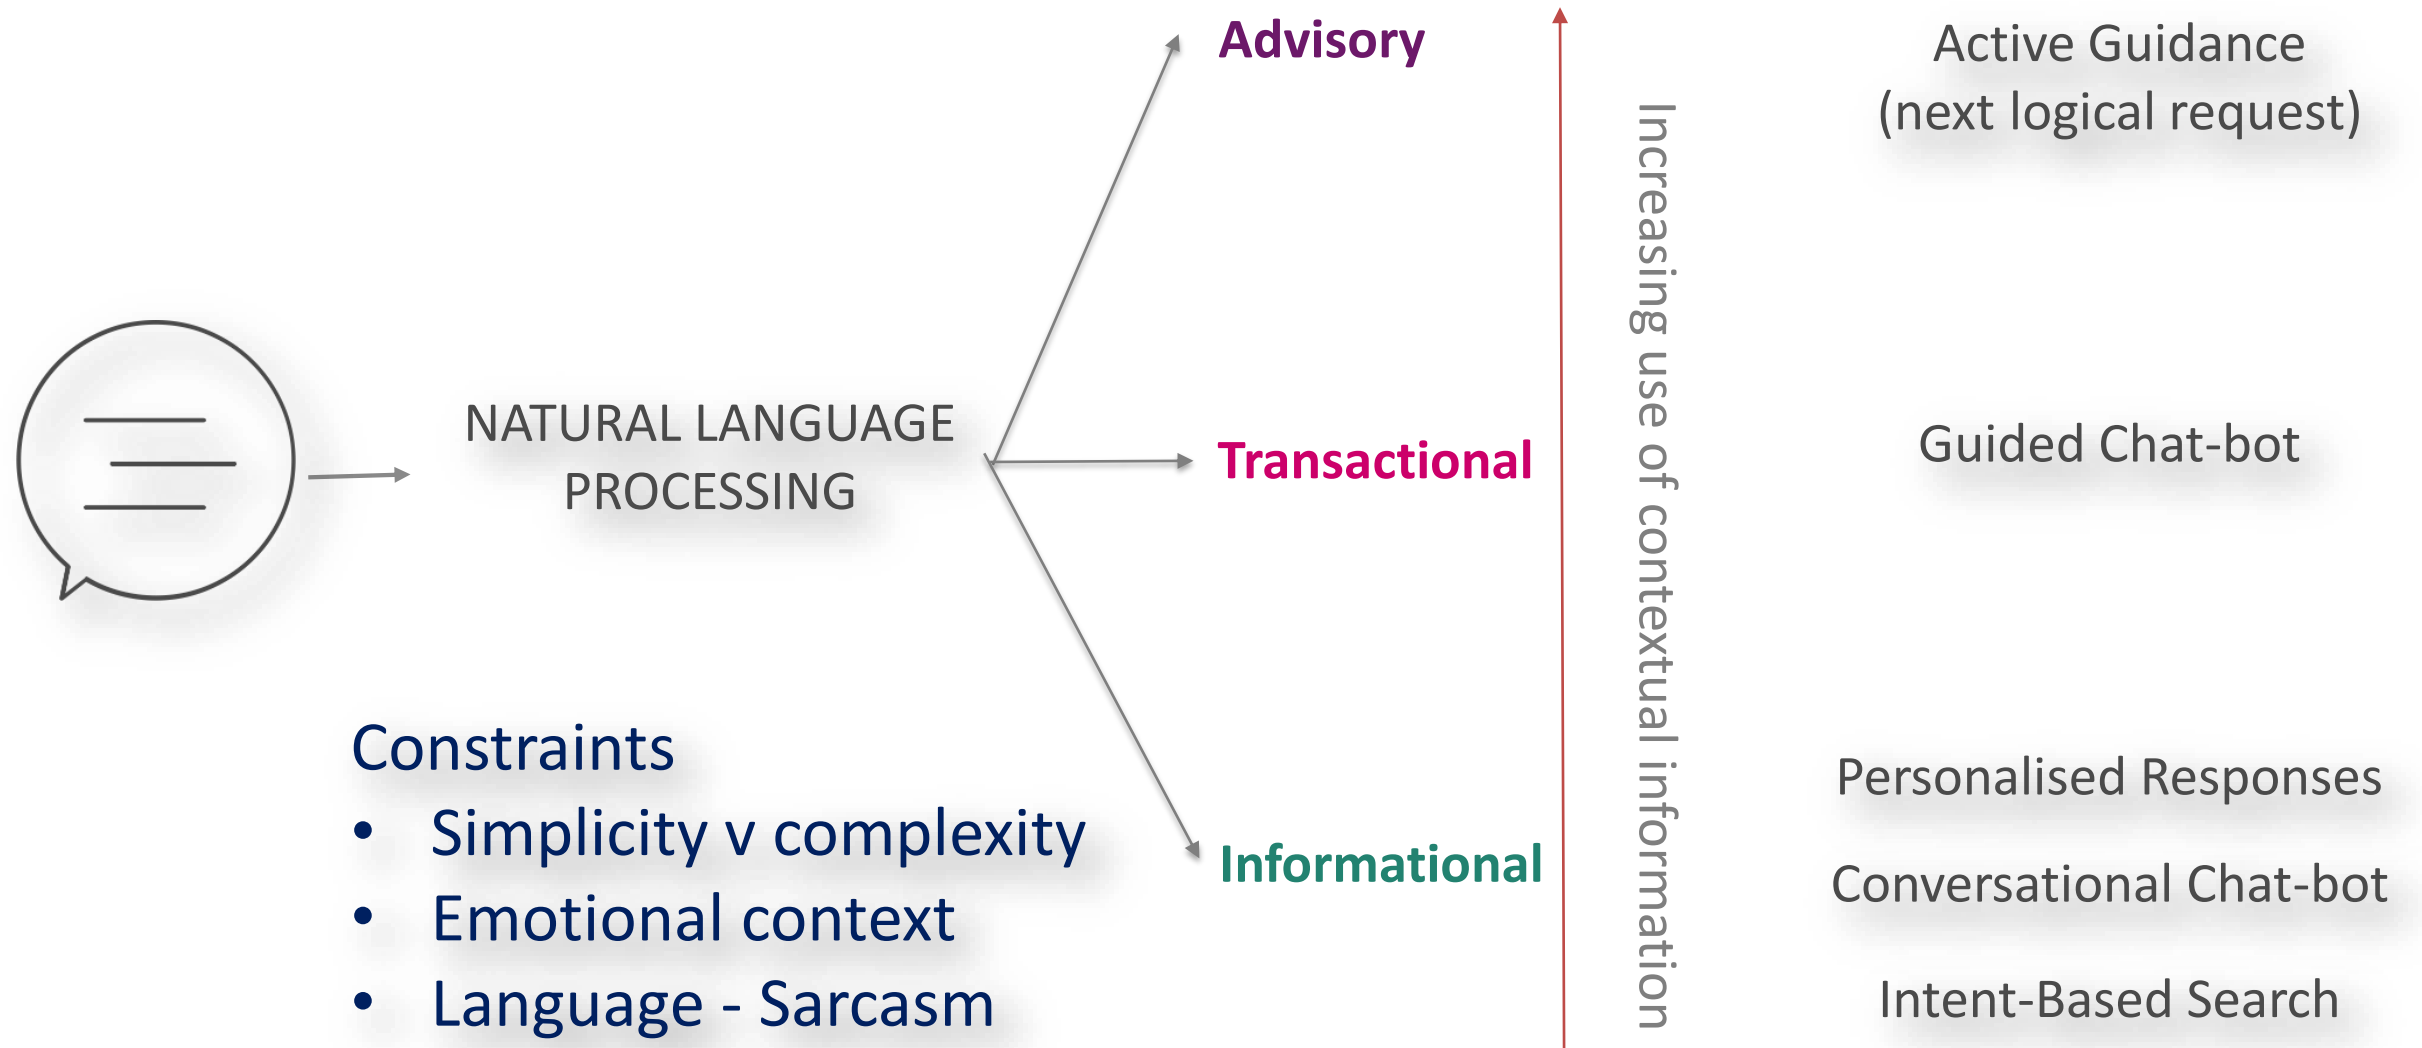 NATURAL LANGUAGE
PROCESSING
Constraints
• Simplicity v complexity
• Emotional context
• Language - Sarcasm
Advisory
Transactional
Informational
Increasing use of contextual information
Active Guidance
(next logical request)
Guided Chat-bot
Personalised Responses
Conversational Chat-bot
Intent-Based Search